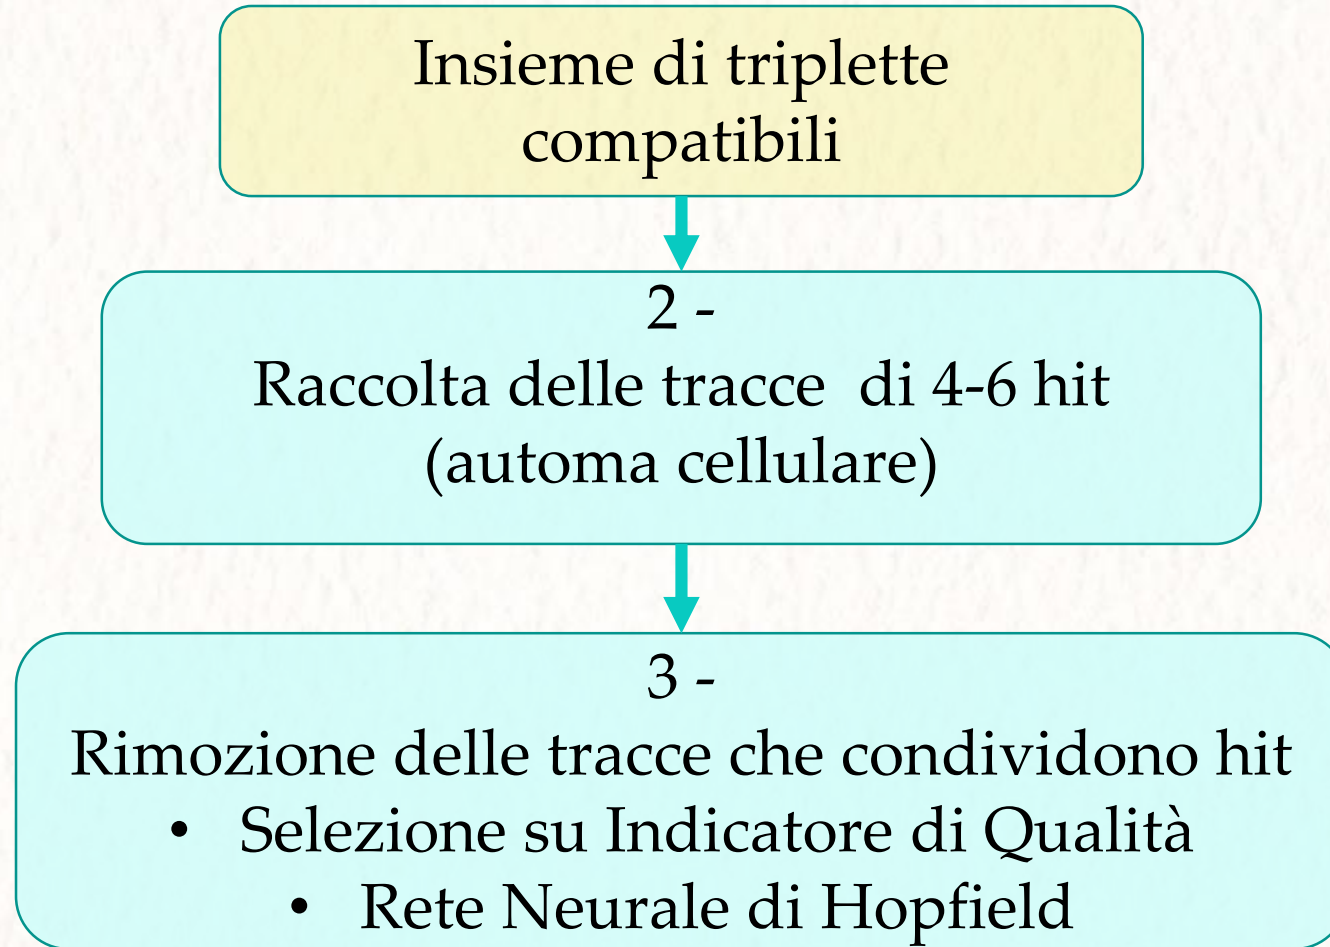 Insieme di triplette
compatibili
2 -
Raccolta delle tracce  di 4-6 hit
(automa cellulare)
3 -
Rimozione delle tracce che condividono hit
• Selezione su Indicatore di Qualità
• Rete Neurale di Hopfield